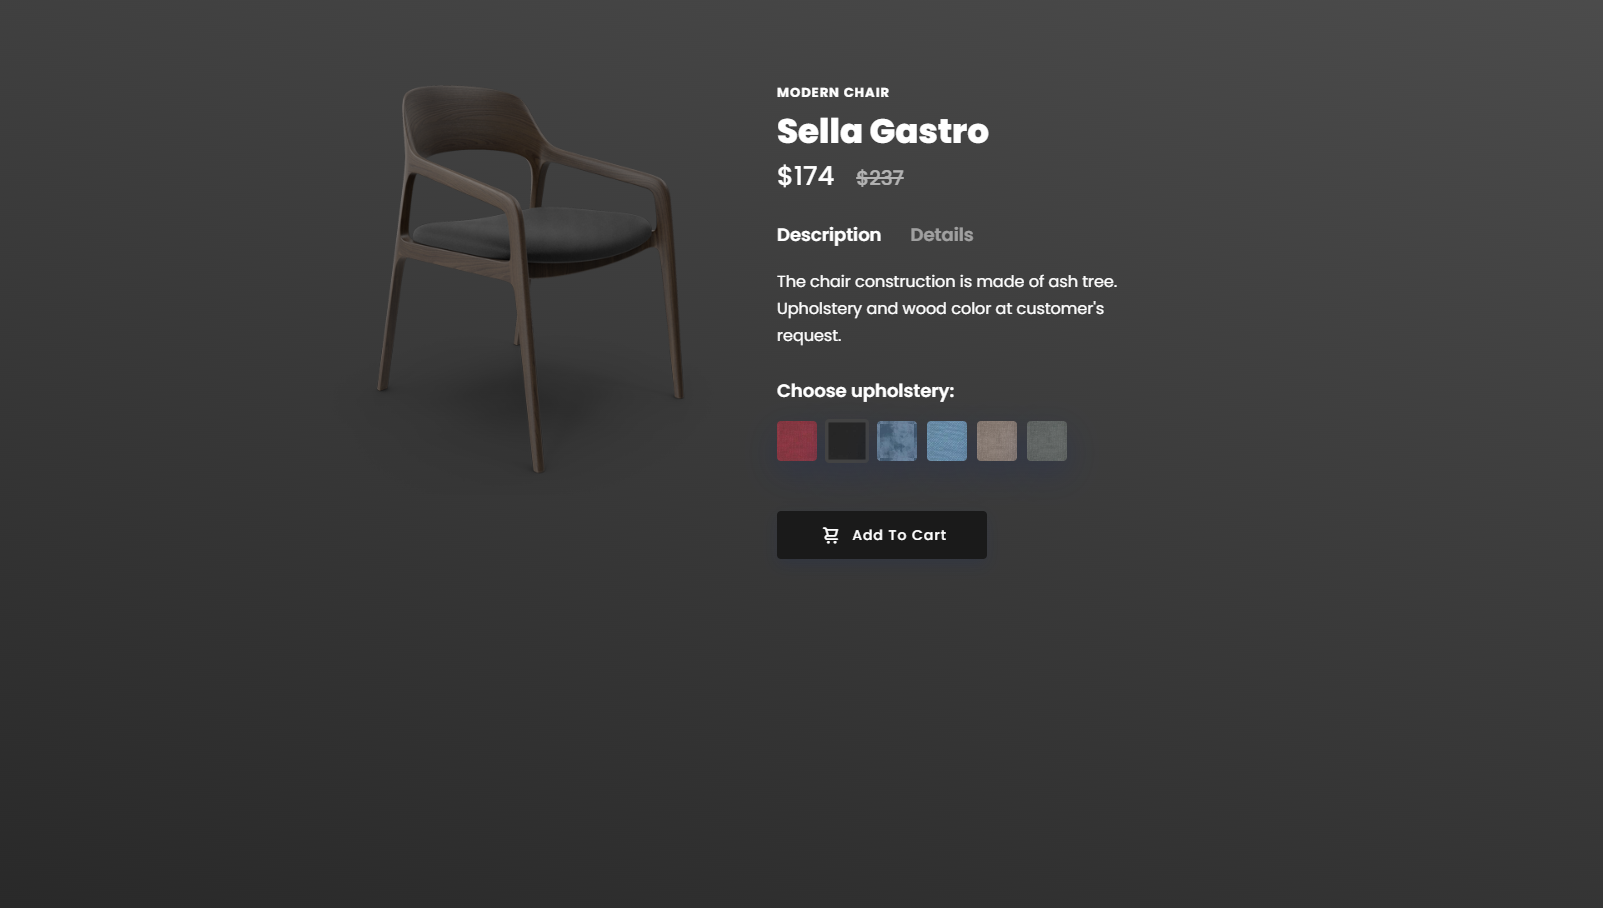 MODERN CHAIR
Sella Gastro
$174 $237
Description Details
The chair construction is made of ash tree.
Upholstery and wood color at customer's
request.
Choose upholstery:
Add To Cart